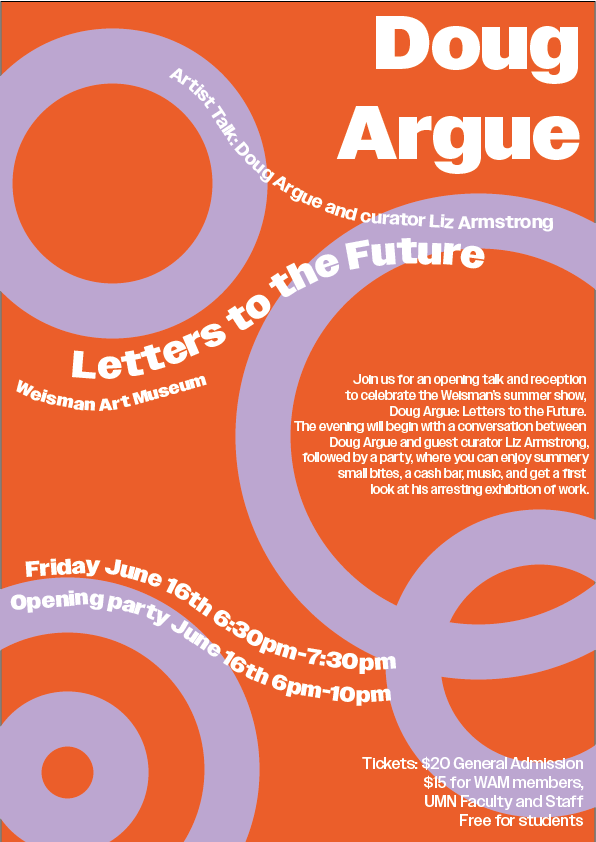 Doug
Argue
Artist Talk: Doug Argue and curator Liz Armstrong
Letters to the Future
Weisman Art Museum
Join us for an opening talk and reception
to celebrate the Weisman's summer show,
Doug Argue: Letters to the Future.
The evening will begin with a conversation between
Doug Argue and guest curator Liz Armstrong,
followed by a party, where you can enjoy summery
small bites, a cash bar, music, and get a first
look at his arresting exhibition of work.
Friday June 16th 6:30pm-7:30pm
Opening party June 16th 6pm-10pm
Tickets: $20 General Admission
$15 for WAM members,
UMN Faculty and Staff
Free for students